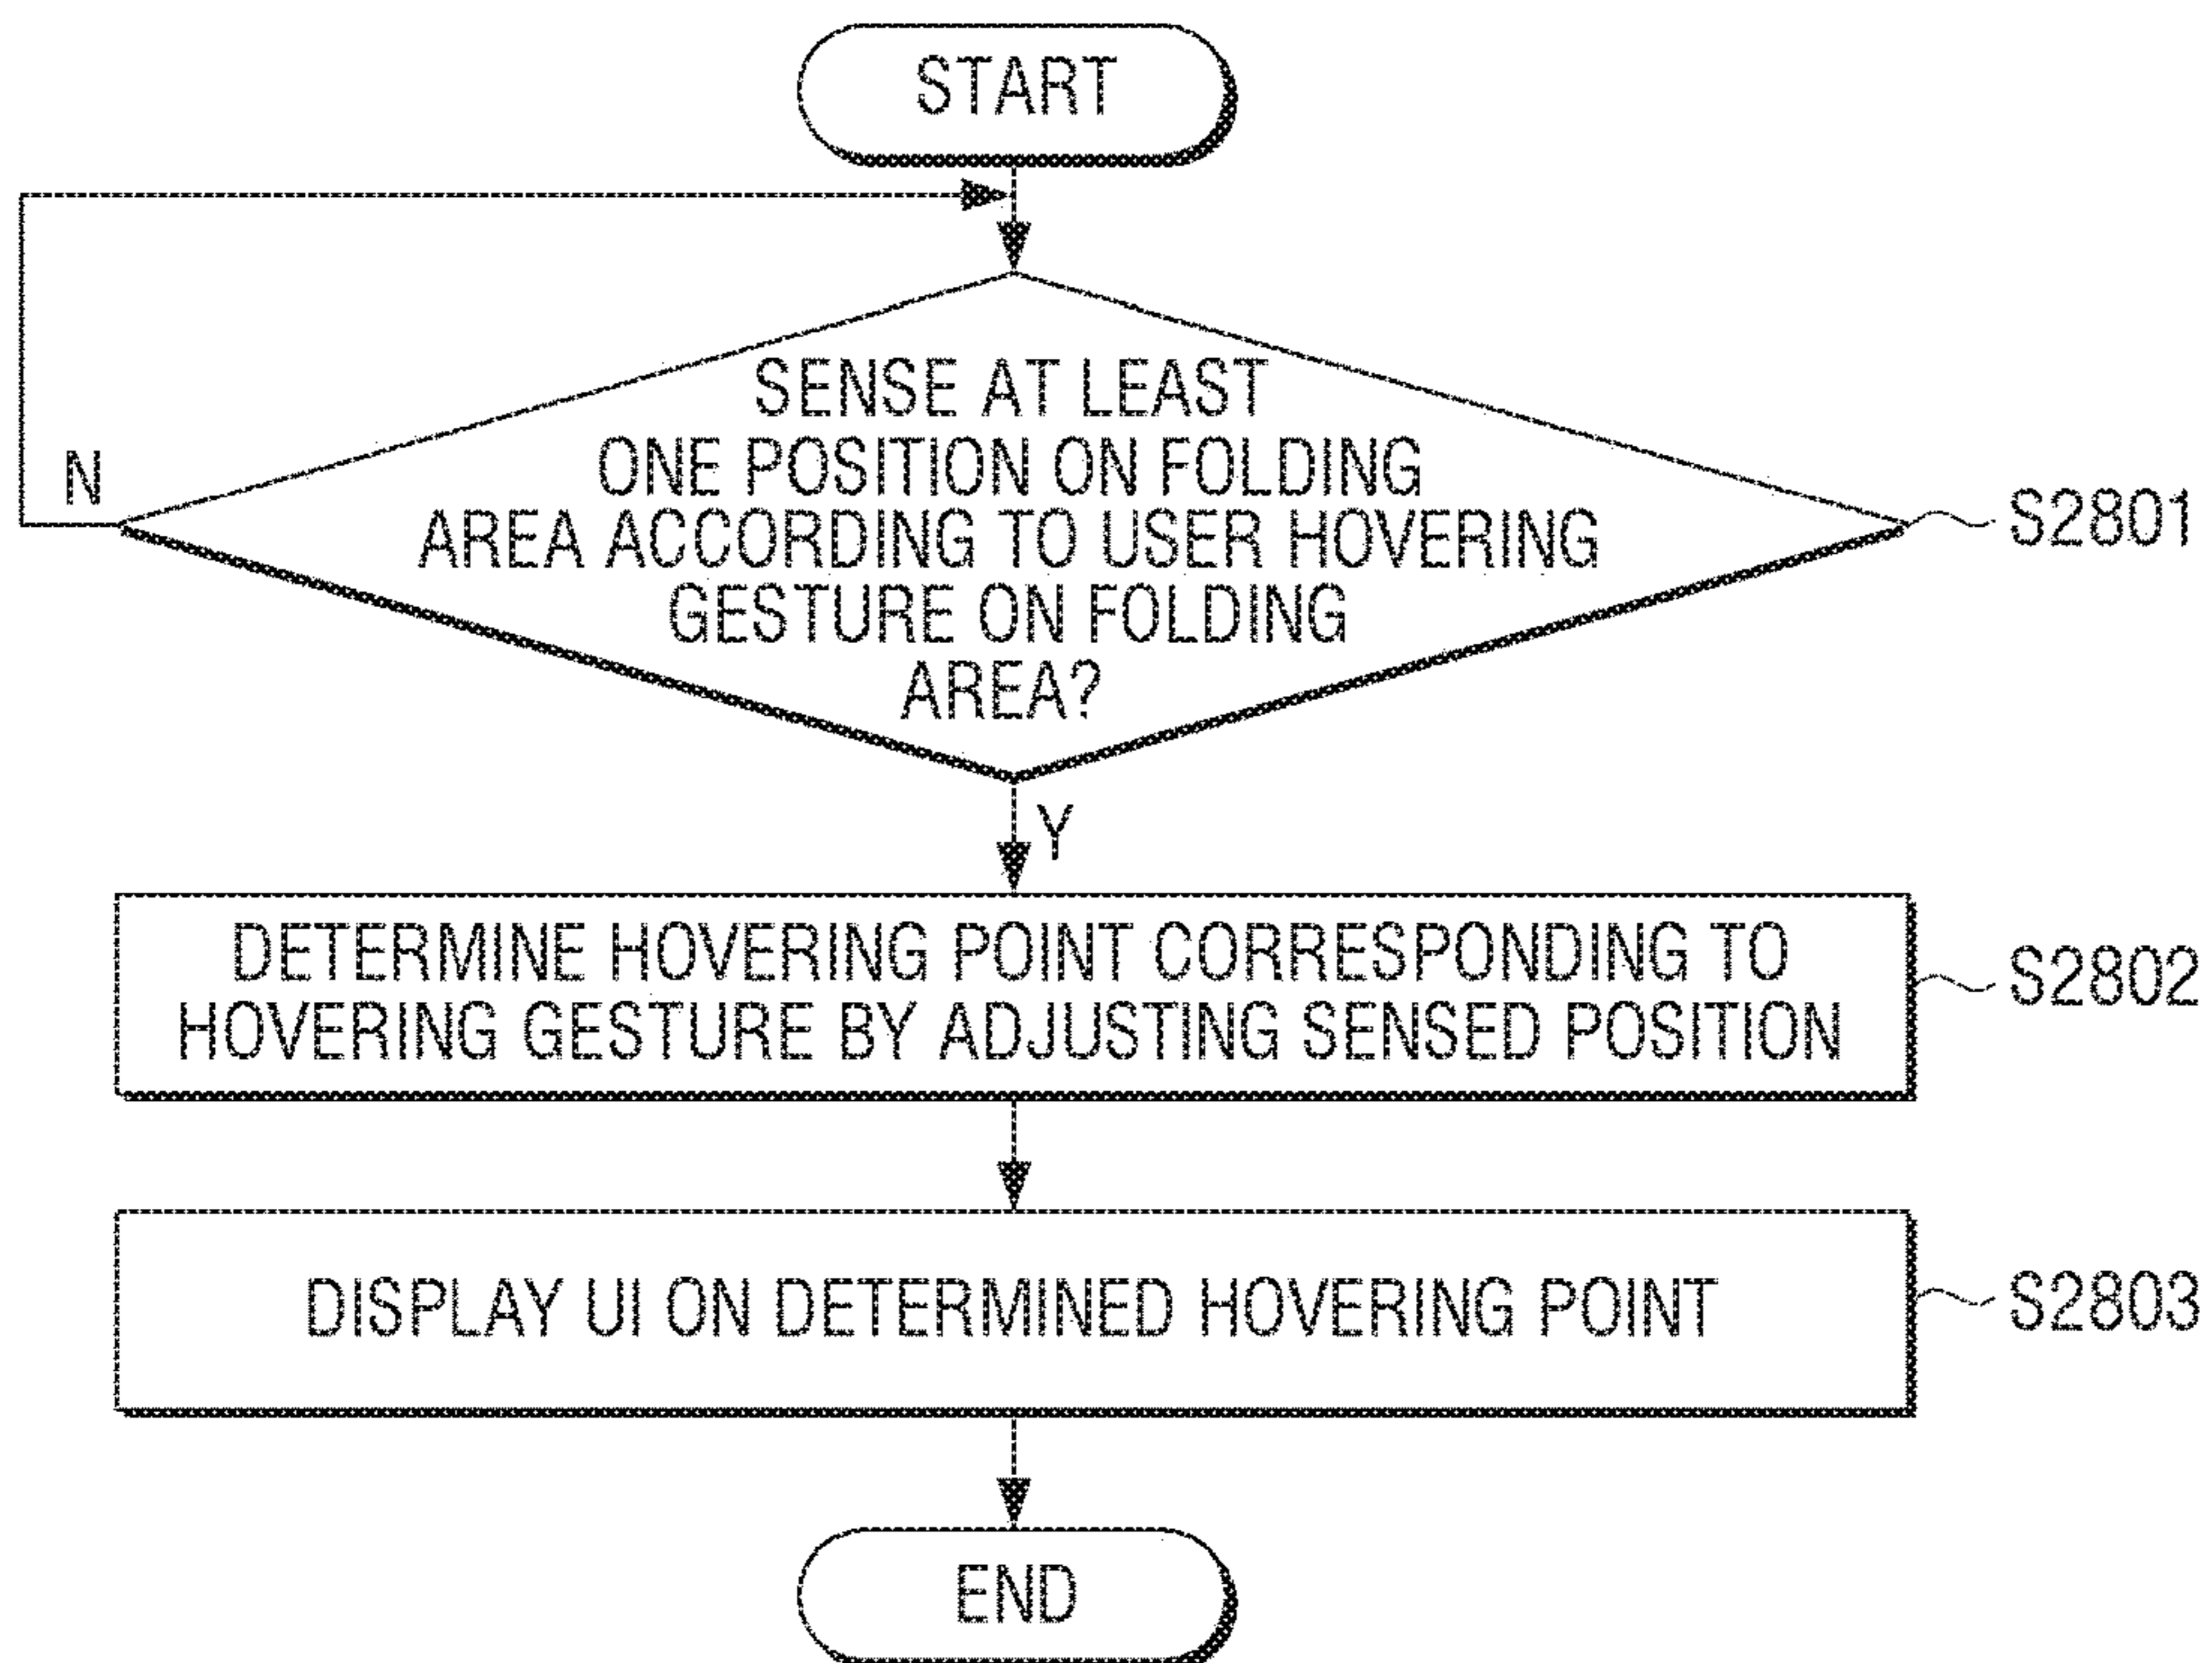 START
SENSE AT LEAST
ONE POSITION ON FOLDING
AREA ACCORDING TO USER HOVERING
GESTURE ON FOLDING
AREA?
N
S2801
Y
DETERMINE HOVERING POINT CORRESPONDING TO
HOVERING GESTURE BY ADJUSTING SENSED POSITION
S2802
DISPLAY UI ON DETERMINED HOVERING POINT
S2803
END